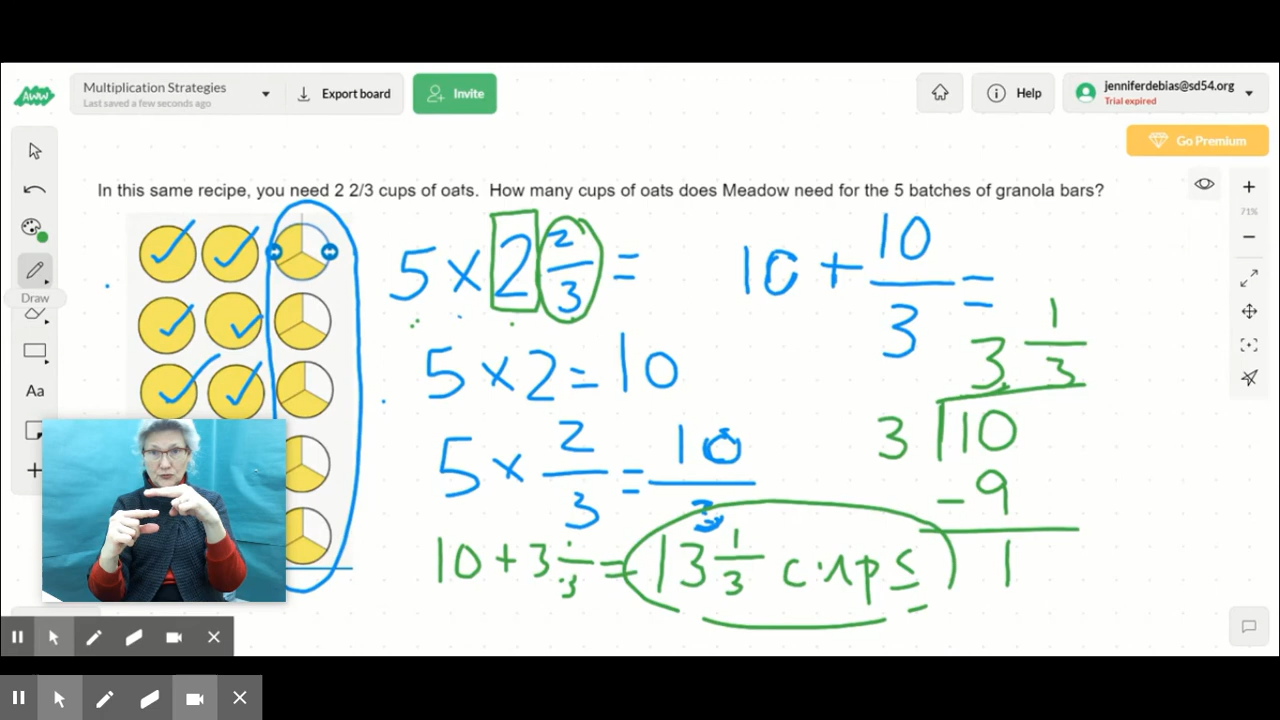 AWW
Multiplication Strategies
Last saved a few seconds ago
Export board
Invite
Help
jenniferdebias@sd54.org
Trial expired
Go Premium
In this same recipe, you need 2 2/3 cups of oats. How many cups of oats does Meadow need for the 5 batches of granola bars?
71%
Draw
Aa
5 × 2 2/3 =
5 × 2 = 10
5 × 2/3 = 10/3
10 + 3 1/3 = 13 1/3 cups
10 + 10/3 =
3 1/3
3 10
- 9
1